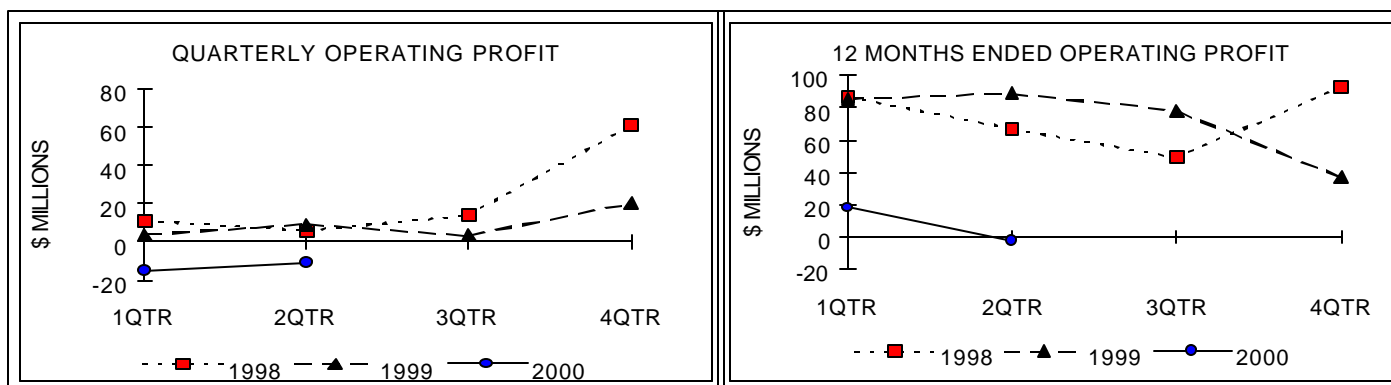 QUARTERLY OPERATING PROFIT
80
60
40
20
0
-20
$ MILLIONS
1QTR 2QTR 3QTR 4QTR
1998 1999 2000
12 MONTHS ENDED OPERATING PROFIT
100
80
60
40
20
0
-20
$ MILLIONS
1QTR 2QTR 3QTR 4QTR
1998 1999 2000